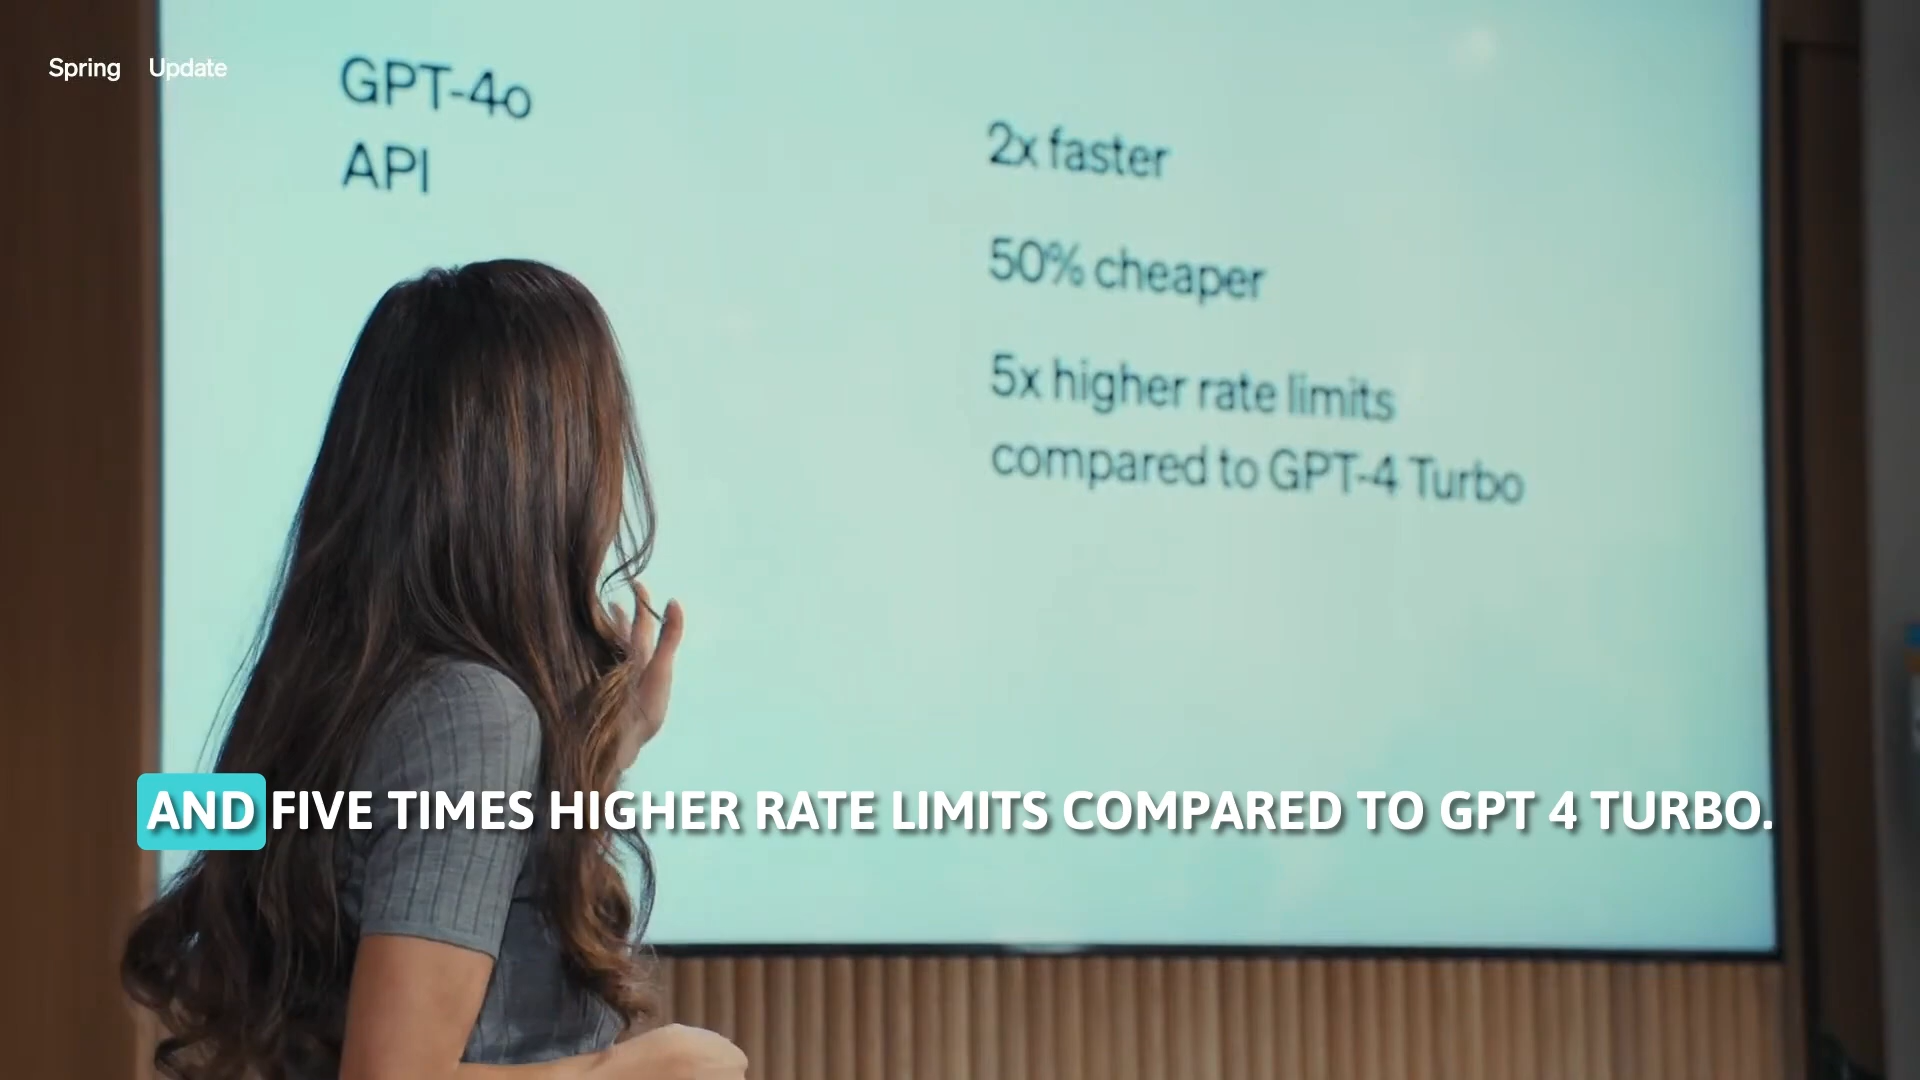 Spring Update
GPT-4o
API
2x faster
50% cheaper
5x higher rate limits
compared to GPT-4 Turbo
AND FIVE TIMES HIGHER RATE LIMITS COMPARED TO GPT 4 TURBO.